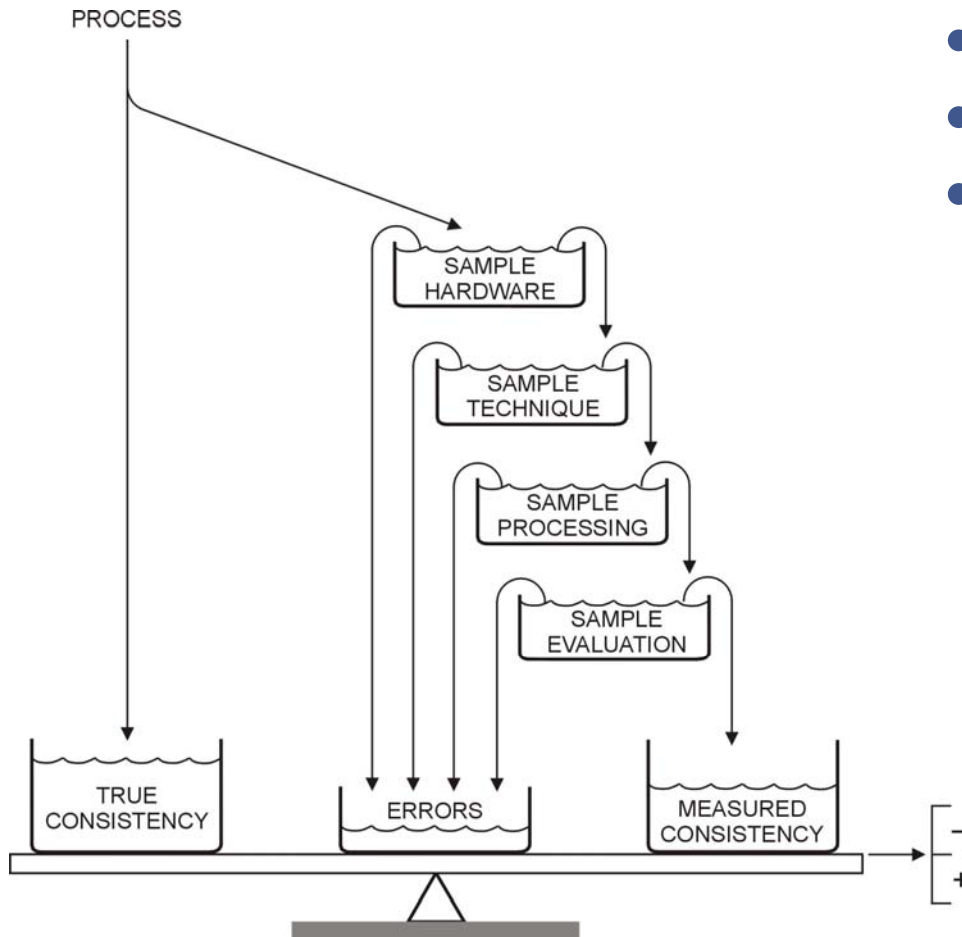 PROCESS
SAMPLE
HARDWARE
SAMPLE
TECHNIQUE
SAMPLE
PROCESSING
SAMPLE
EVALUATION
TRUE
CONSISTENCY
ERRORS
MEASURED
CONSISTENCY
–
+